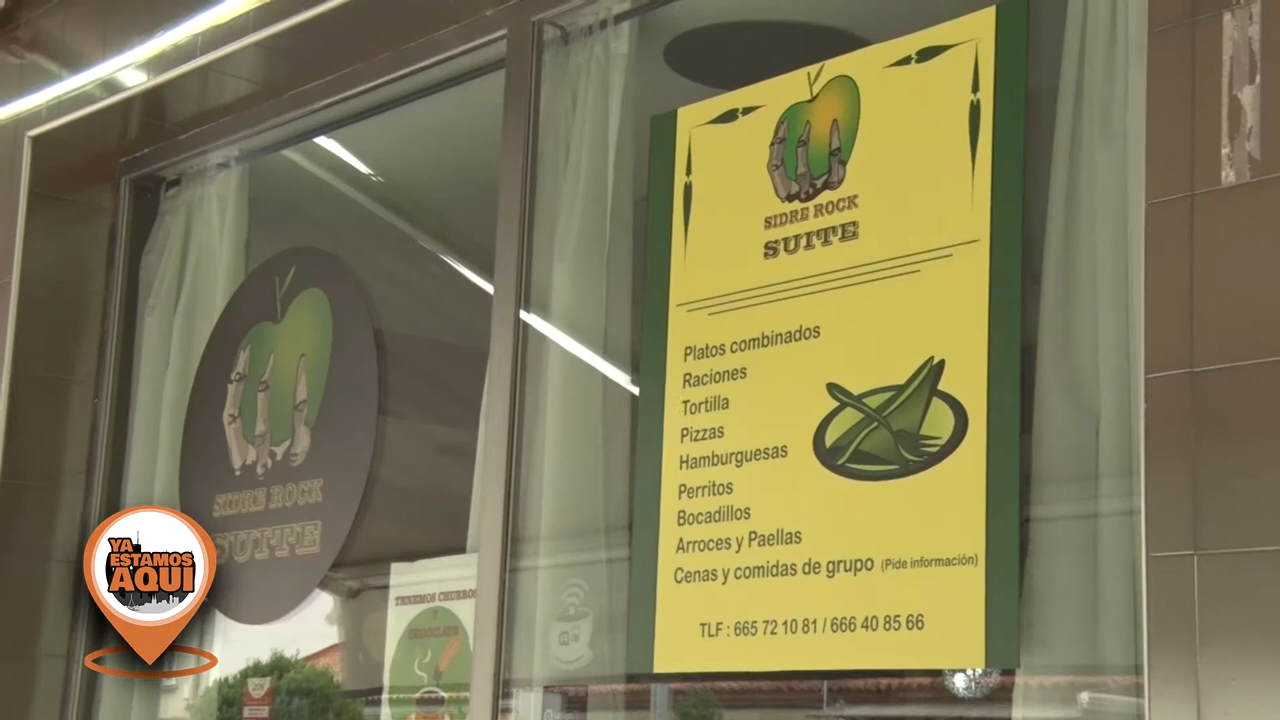 SIDRE ROCK
SUITE
Platos combinados
Raciones
Tortilla
Pizzas
Hamburguesas
Perritos
Bocadillos
Arroces y Paellas
Cenas y comidas de grupo (Pide información)
TLF : 665 72 10 81 / 666 40 85 66
SIDRE ROCK
SUITE
TENEMOS CHURROS
Y
CHOCOLATE
YA
ESTAMOS
AQUI